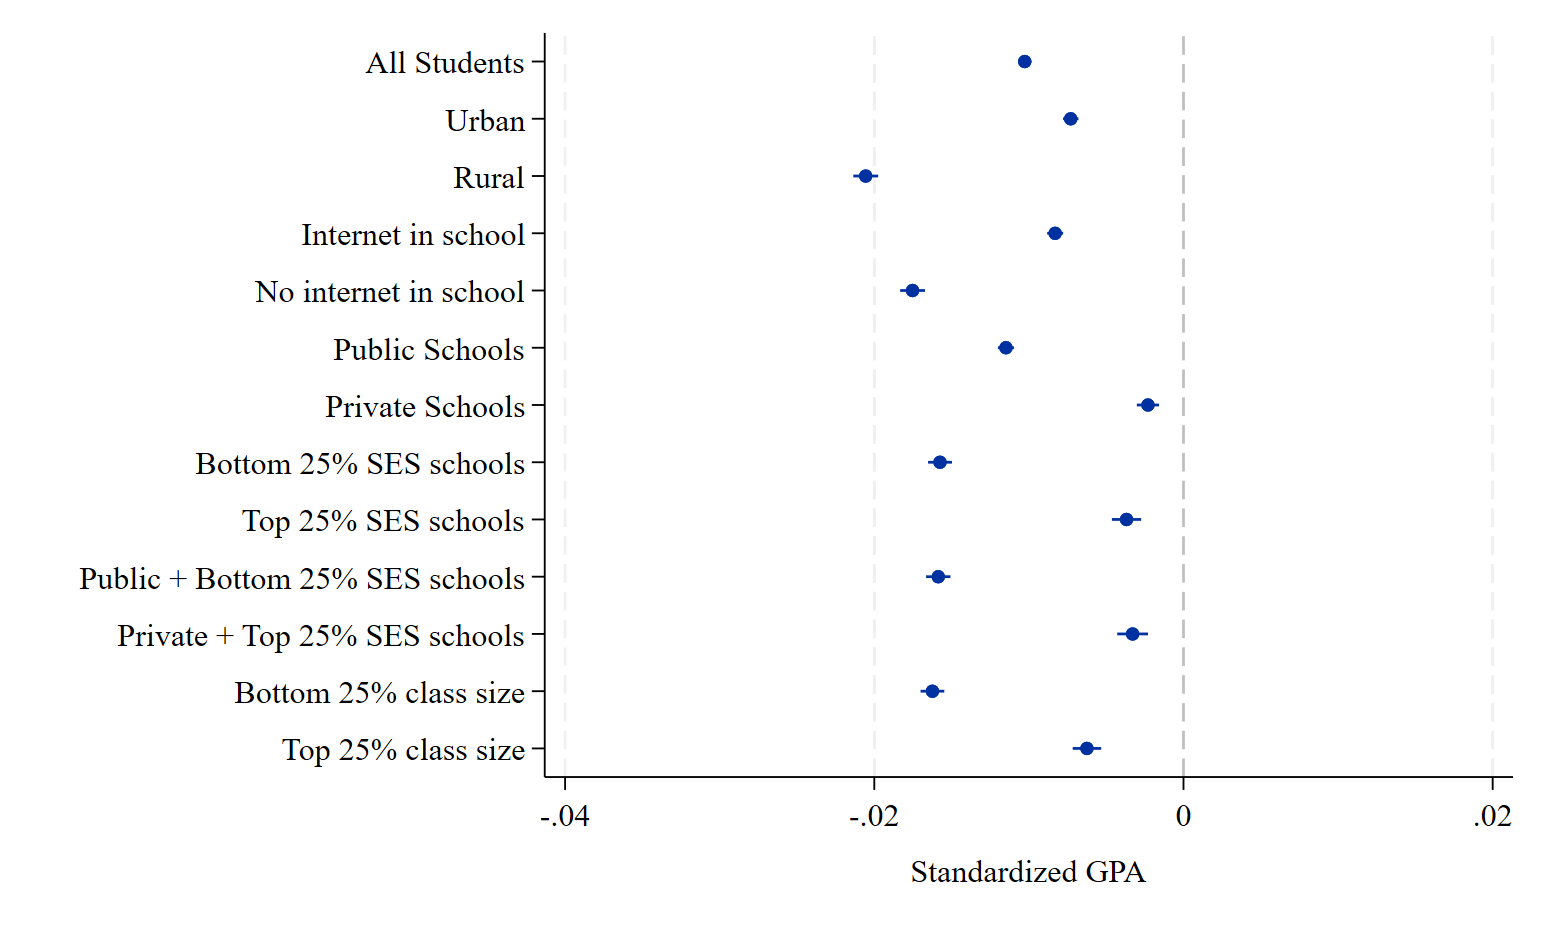 All Students
Urban
Rural
Internet in school
No internet in school
Public Schools
Private Schools
Bottom 25% SES schools
Top 25% SES schools
Public + Bottom 25% SES schools
Private + Top 25% SES schools
Bottom 25% class size
Top 25% class size
-.04 -.02 0 .02
Standardized GPA